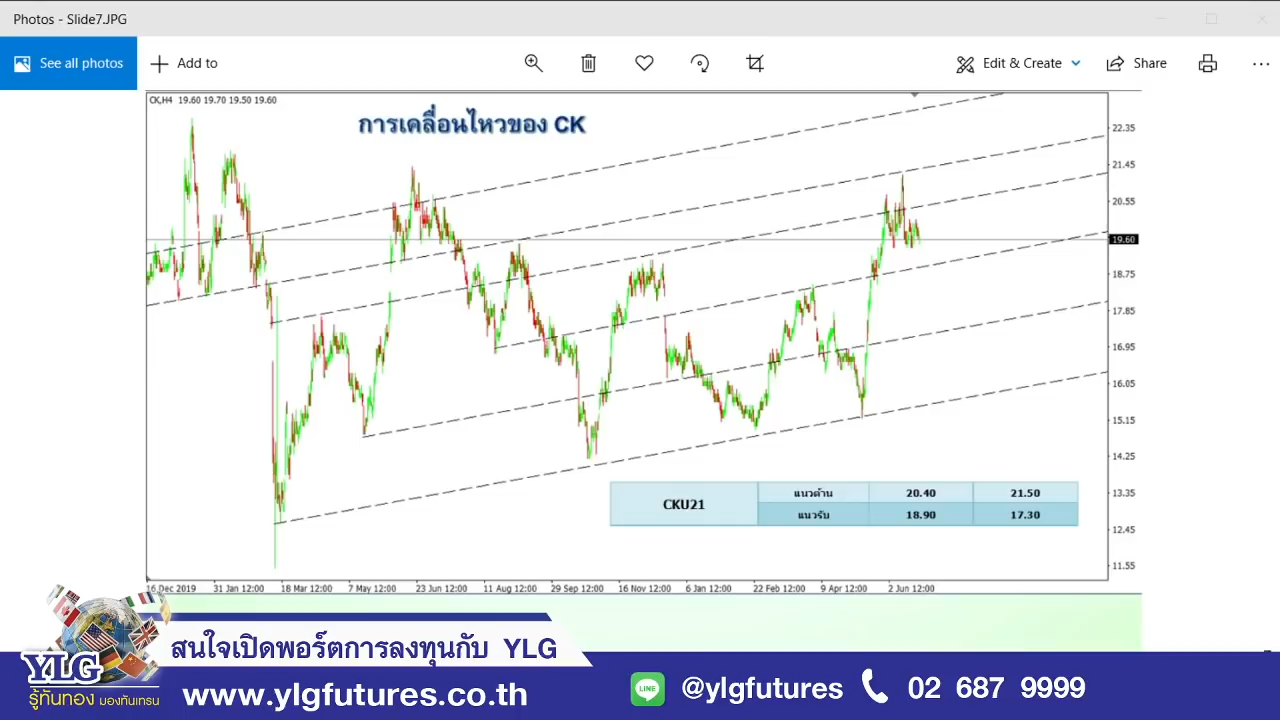 Photos - Slide7.JPG
See all photos
Add to
Edit & Create
Share
CK,H4 19.60 19.70 19.50 19.60
การเคลื่อนไหวของ CK
22.35
21.45
20.55
19.60
18.75
17.85
16.95
16.05
15.15
14.25
13.35
12.45
11.55
CKU21
แนวต้าน 20.40 21.50
แนวรับ 18.90 17.30
16 Dec 2019 31 Jan 12:00 18 Mar 12:00 7 May 12:00 23 Jun 12:00 11 Aug 12:00 29 Sep 12:00 16 Nov 12:00 6 Jan 12:00 22 Feb 12:00 9 Apr 12:00 2 Jun 12:00
สนใจเปิดพอร์ตการลงทุนกับ YLG
YLG
รู้ทันทอง มองทันเทรน
www.ylgfutures.co.th
LINE
@ylgfutures
02 687 9999